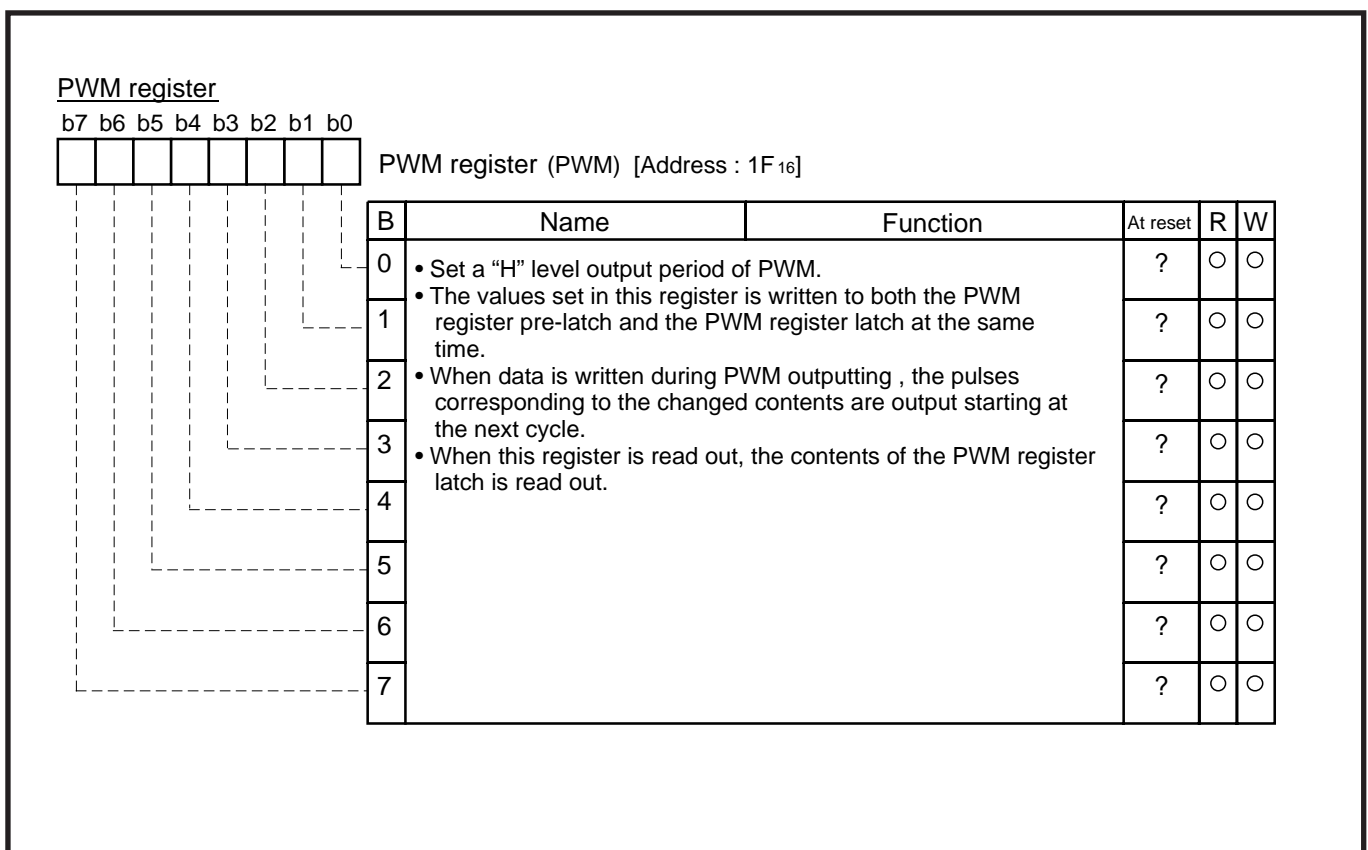 PWM register
b7 b6 b5 b4 b3 b2 b1 b0
PWM register (PWM) [Address : 1F16]
B Name Function At reset R W
0 • Set a “H” level output period of PWM. ? ○ ○
• The values set in this register is written to both the PWM
1 register pre-latch and the PWM register latch at the same ? ○ ○
time.
2 • When data is written during PWM outputting , the pulses ? ○ ○
corresponding to the changed contents are output starting at
the next cycle.
3 • When this register is read out, the contents of the PWM register ? ○ ○
latch is read out.
4 ? ○ ○
5 ? ○ ○
6 ? ○ ○
7 ? ○ ○